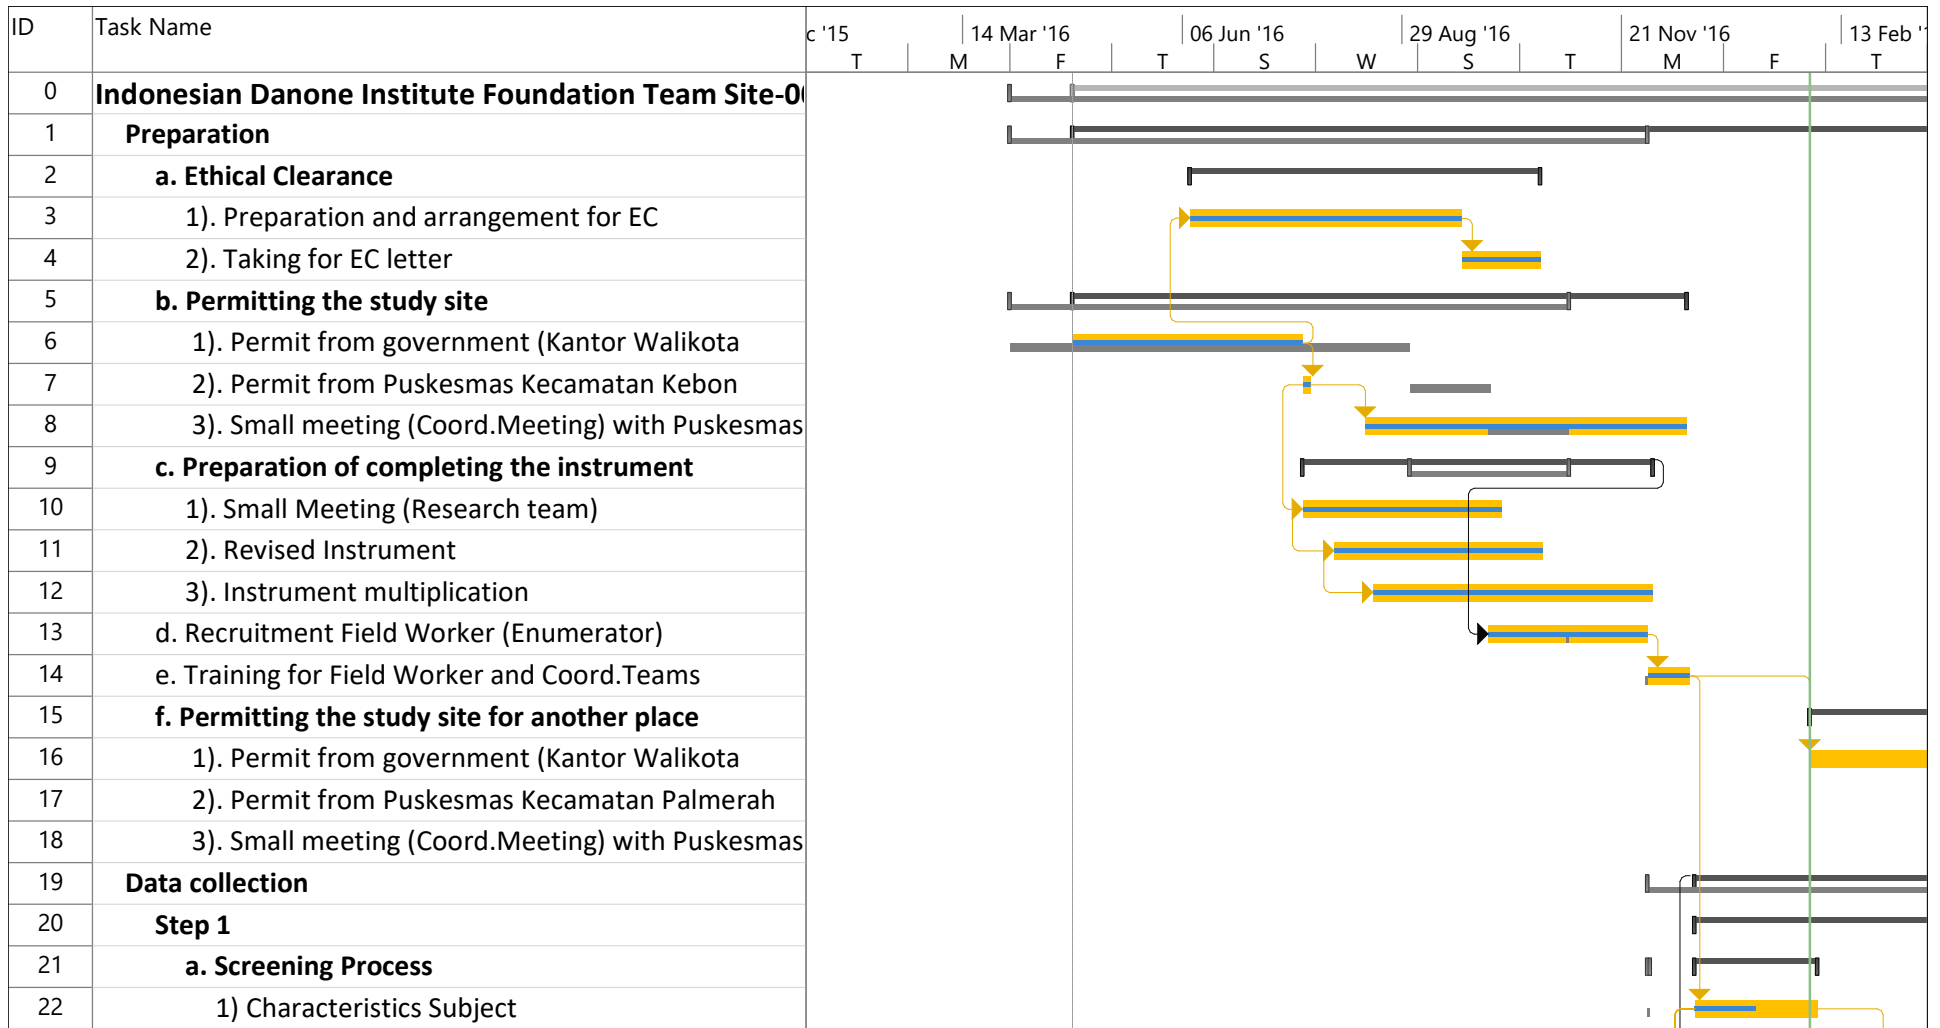 ID Task Name c '15 14 Mar '16 06 Jun '16 29 Aug '16 21 Nov '16 13 Feb '1
T M F T S W S T M F T
0 Indonesian Danone Institute Foundation Team Site-0
1 Preparation
2 a. Ethical Clearance
3 1). Preparation and arrangement for EC
4 2). Taking for EC letter
5 b. Permitting the study site
6 1). Permit from government (Kantor Walikota
7 2). Permit from Puskesmas Kecamatan Kebon
8 3). Small meeting (Coord.Meeting) with Puskesmas
9 c. Preparation of completing the instrument
10 1). Small Meeting (Research team)
11 2). Revised Instrument
12 3). Instrument multiplication
13 d. Recruitment Field Worker (Enumerator)
14 e. Training for Field Worker and Coord.Teams
15 f. Permitting the study site for another place
16 1). Permit from government (Kantor Walikota
17 2). Permit from Puskesmas Kecamatan Palmerah
18 3). Small meeting (Coord.Meeting) with Puskesmas
19 Data collection
20 Step 1
21 a. Screening Process
22 1) Characteristics Subject